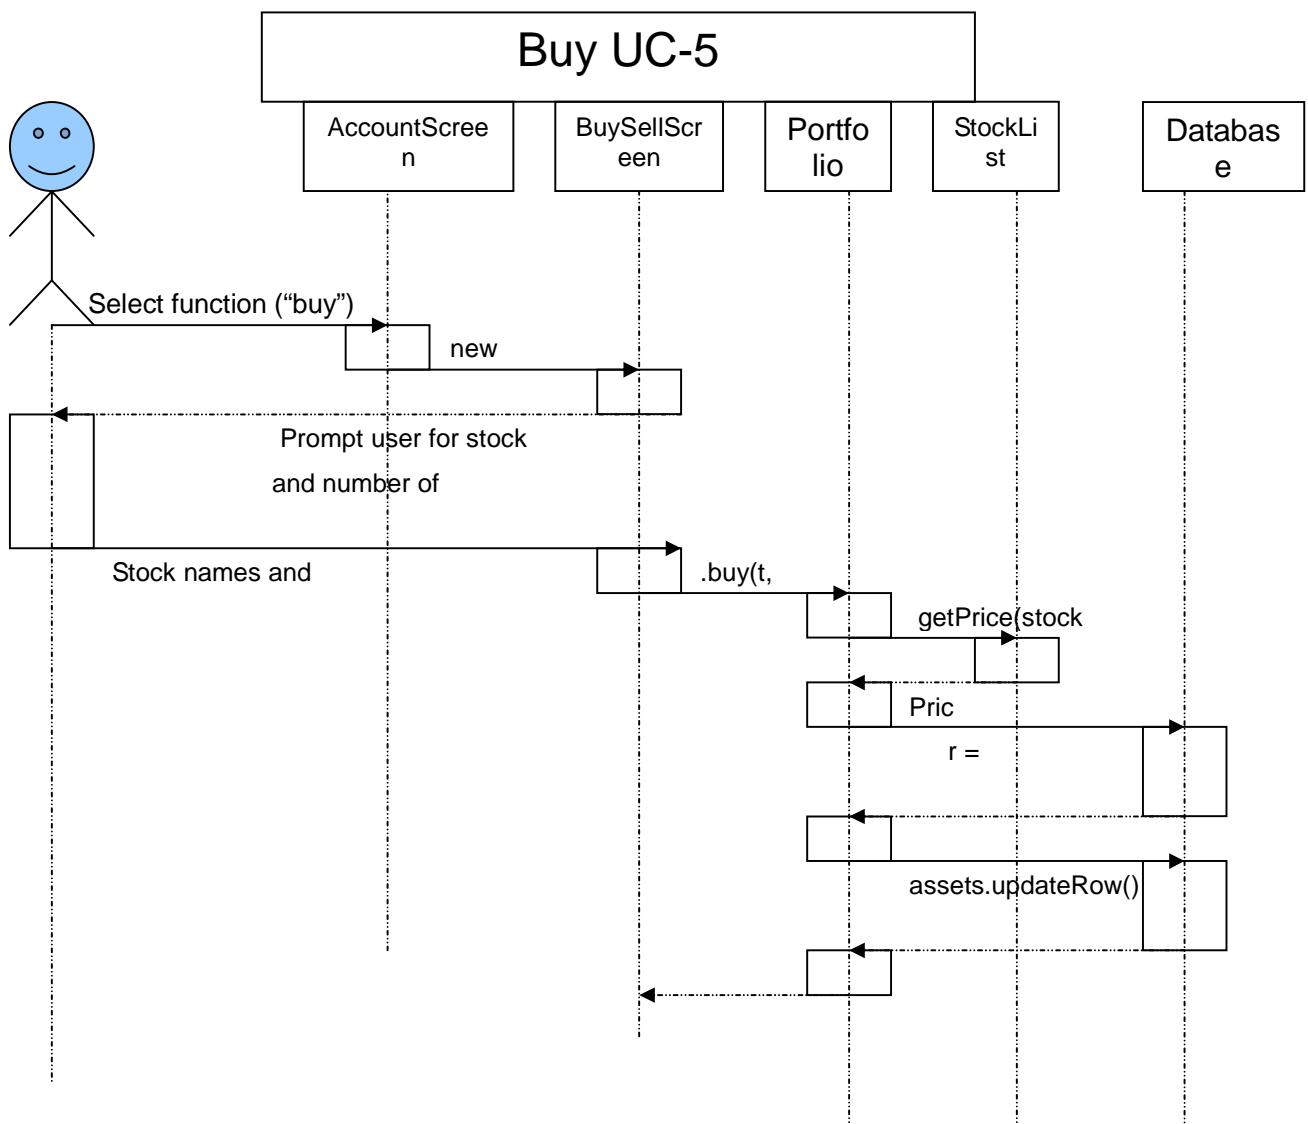 Buy UC-5
AccountScree
n
BuySellScr
een
Portfo
lio
StockLi
st
Databas
e
Select function (“buy”)
new
Prompt user for stock
and number of
Stock names and
.buy(t,
getPrice(stock
Pric
r =
assets.updateRow()